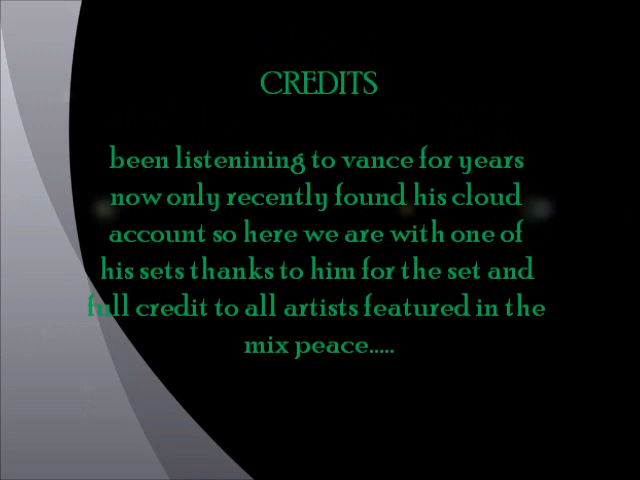 CREDITS
been listenining to vance for years
now only recently found his cloud
account so here we are with one of
his sets thanks to him for the set and
full credit to all artists featured in the
mix peace.....